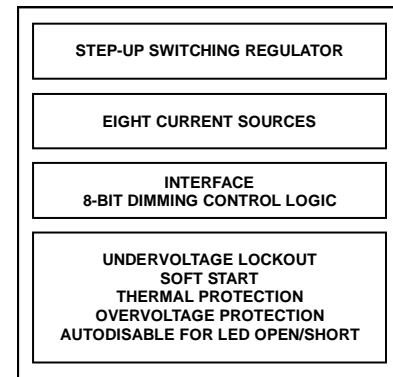 STEP-UP SWITCHING REGULATOR
EIGHT CURRENT SOURCES
INTERFACE
8-BIT DIMMING CONTROL LOGIC
UNDERVOLTAGE LOCKOUT
SOFT START
THERMAL PROTECTION
OVERVOLTAGE PROTECTION
AUTODISABLE FOR LED OPEN/SHORT